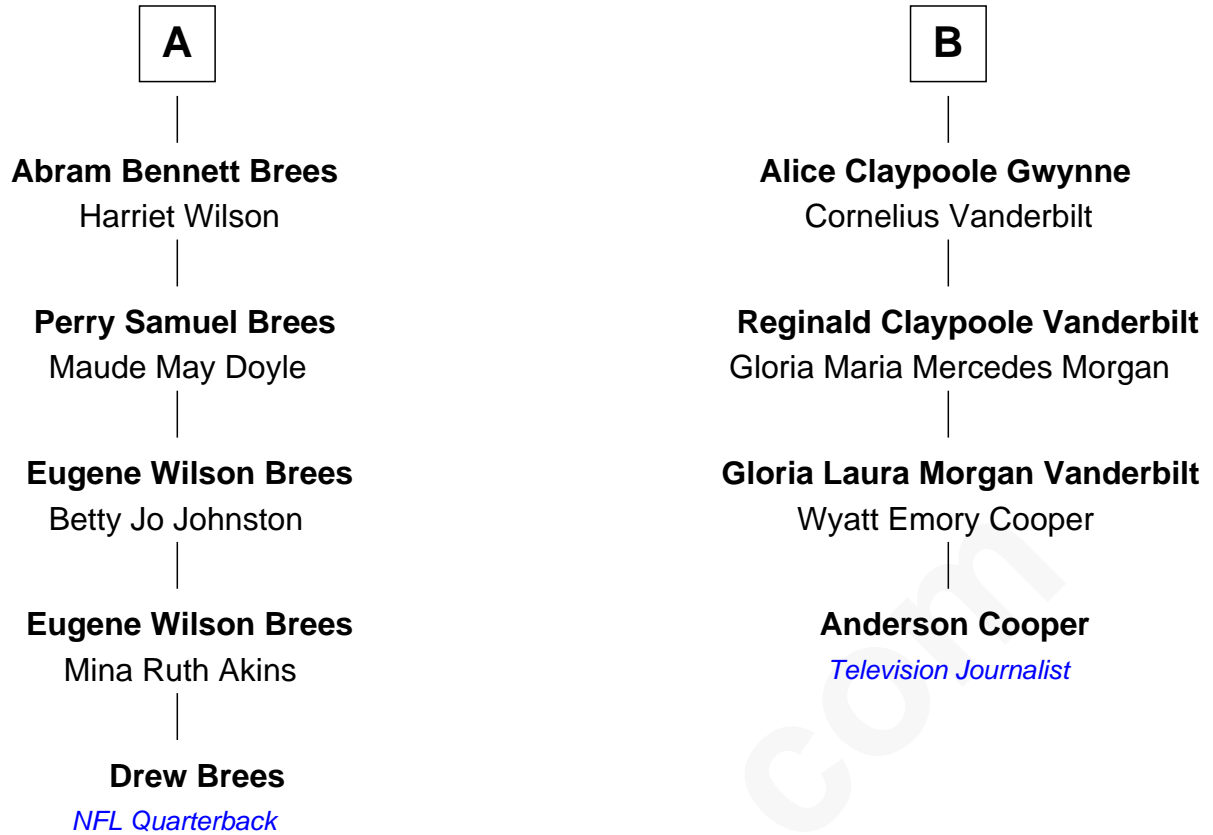 A
Abram Bennett Brees
Harriet Wilson
Perry Samuel Brees
Maude May Doyle
Eugene Wilson Brees
Betty Jo Johnston
Eugene Wilson Brees
Mina Ruth Akins
Drew Brees
NFL Quarterback
B
Alice Claypoole Gwynne
Cornelius Vanderbilt
Reginald Claypoole Vanderbilt
Gloria Maria Mercedes Morgan
Gloria Laura Morgan Vanderbilt
Wyatt Emory Cooper
Anderson Cooper
Television Journalist
com